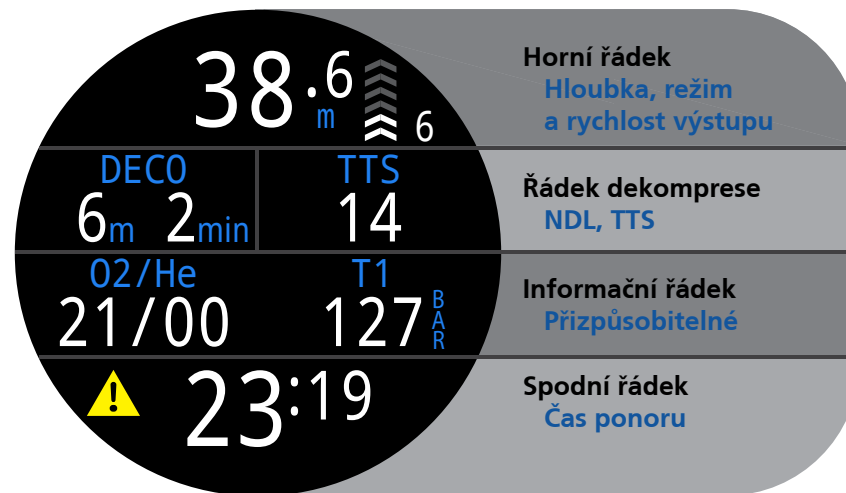 38.6 m 6
Horní řádek
Hloubka, režim
a rychlost výstupu
DECO TTS
6m 2min 14
Řádek dekomprese
NDL, TTS
O2/He T1
21/00 127 BAR
Informační řádek
Přizpůsobitelné
! 23:19
Spodní řádek
Čas ponoru